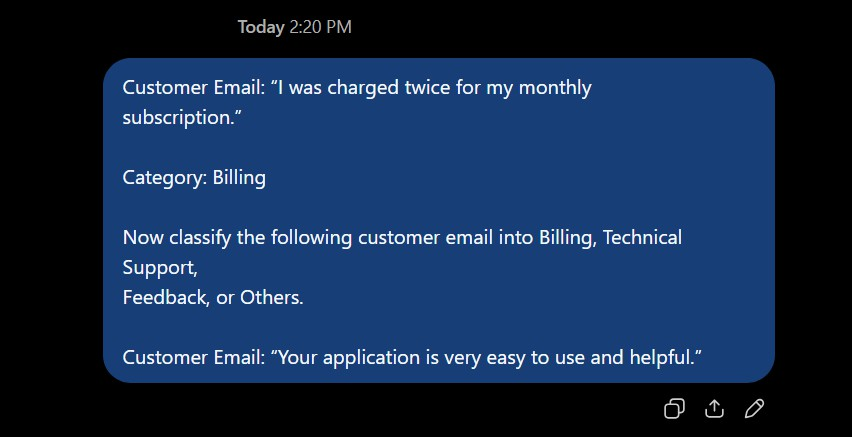 Today 2:20 PM
Customer Email: “I was charged twice for my monthly
subscription.”
Category: Billing
Now classify the following customer email into Billing, Technical
Support,
Feedback, or Others.
Customer Email: “Your application is very easy to use and helpful.”